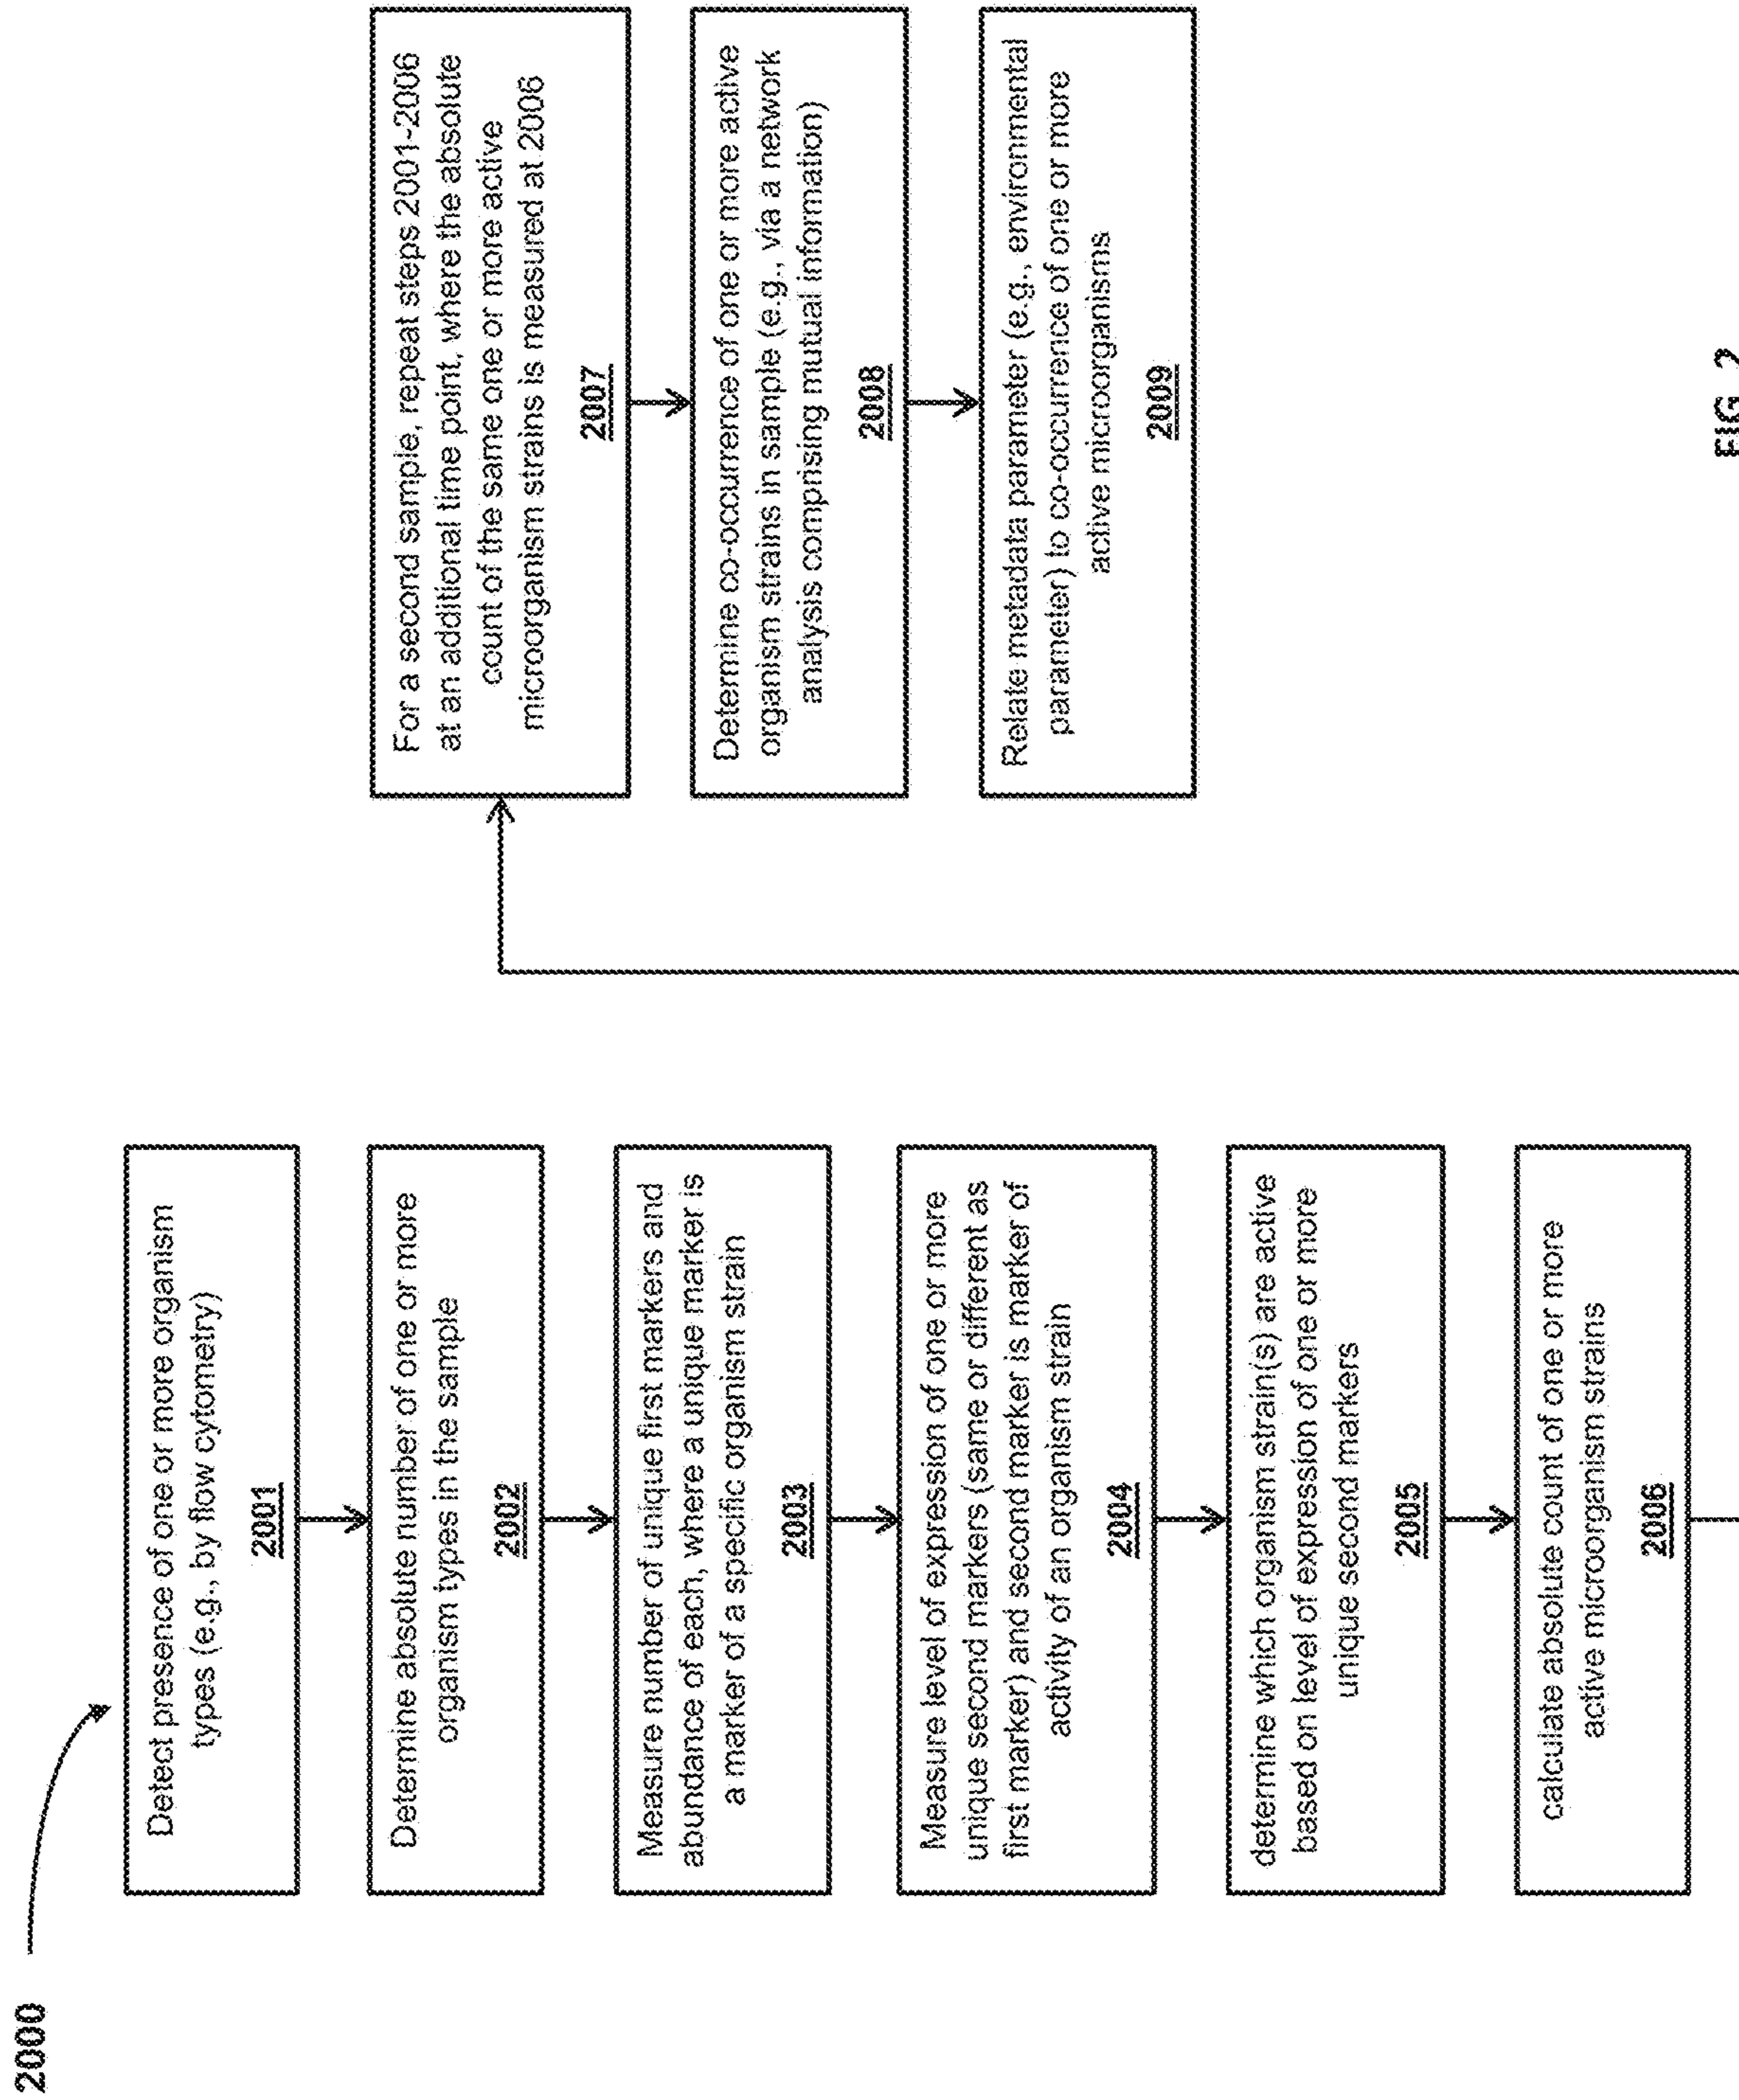 2000
Detect presence of one or more organism
types (e.g., by flow cytometry)
2001
Determine absolute number of one or more
organism types in the sample
2002
Measure number of unique first markers and
abundance of each, where a unique marker is
a marker of a specific organism strain
2003
Measure level of expression of one or more
unique second markers (same or different as
first marker) and second marker is marker of
activity of an organism strain
2004
determine which organism strain(s) are active
based on level of expression of one or more
unique second markers
2005
calculate absolute count of one or more
active microorganism strains
2006
For a second sample, repeat steps 2001-2006
at an additional time point, where the absolute
count of the same one or more active
microorganism strains is measured at 2006
2007
Determine co-occurrence of one or more active
organism strains in sample (e.g., via a network
analysis comprising mutual information)
2008
Relate metadata parameter (e.g., environmental
parameter) to co-occurrence of one or more
active microorganisms
2009
FIG. 2